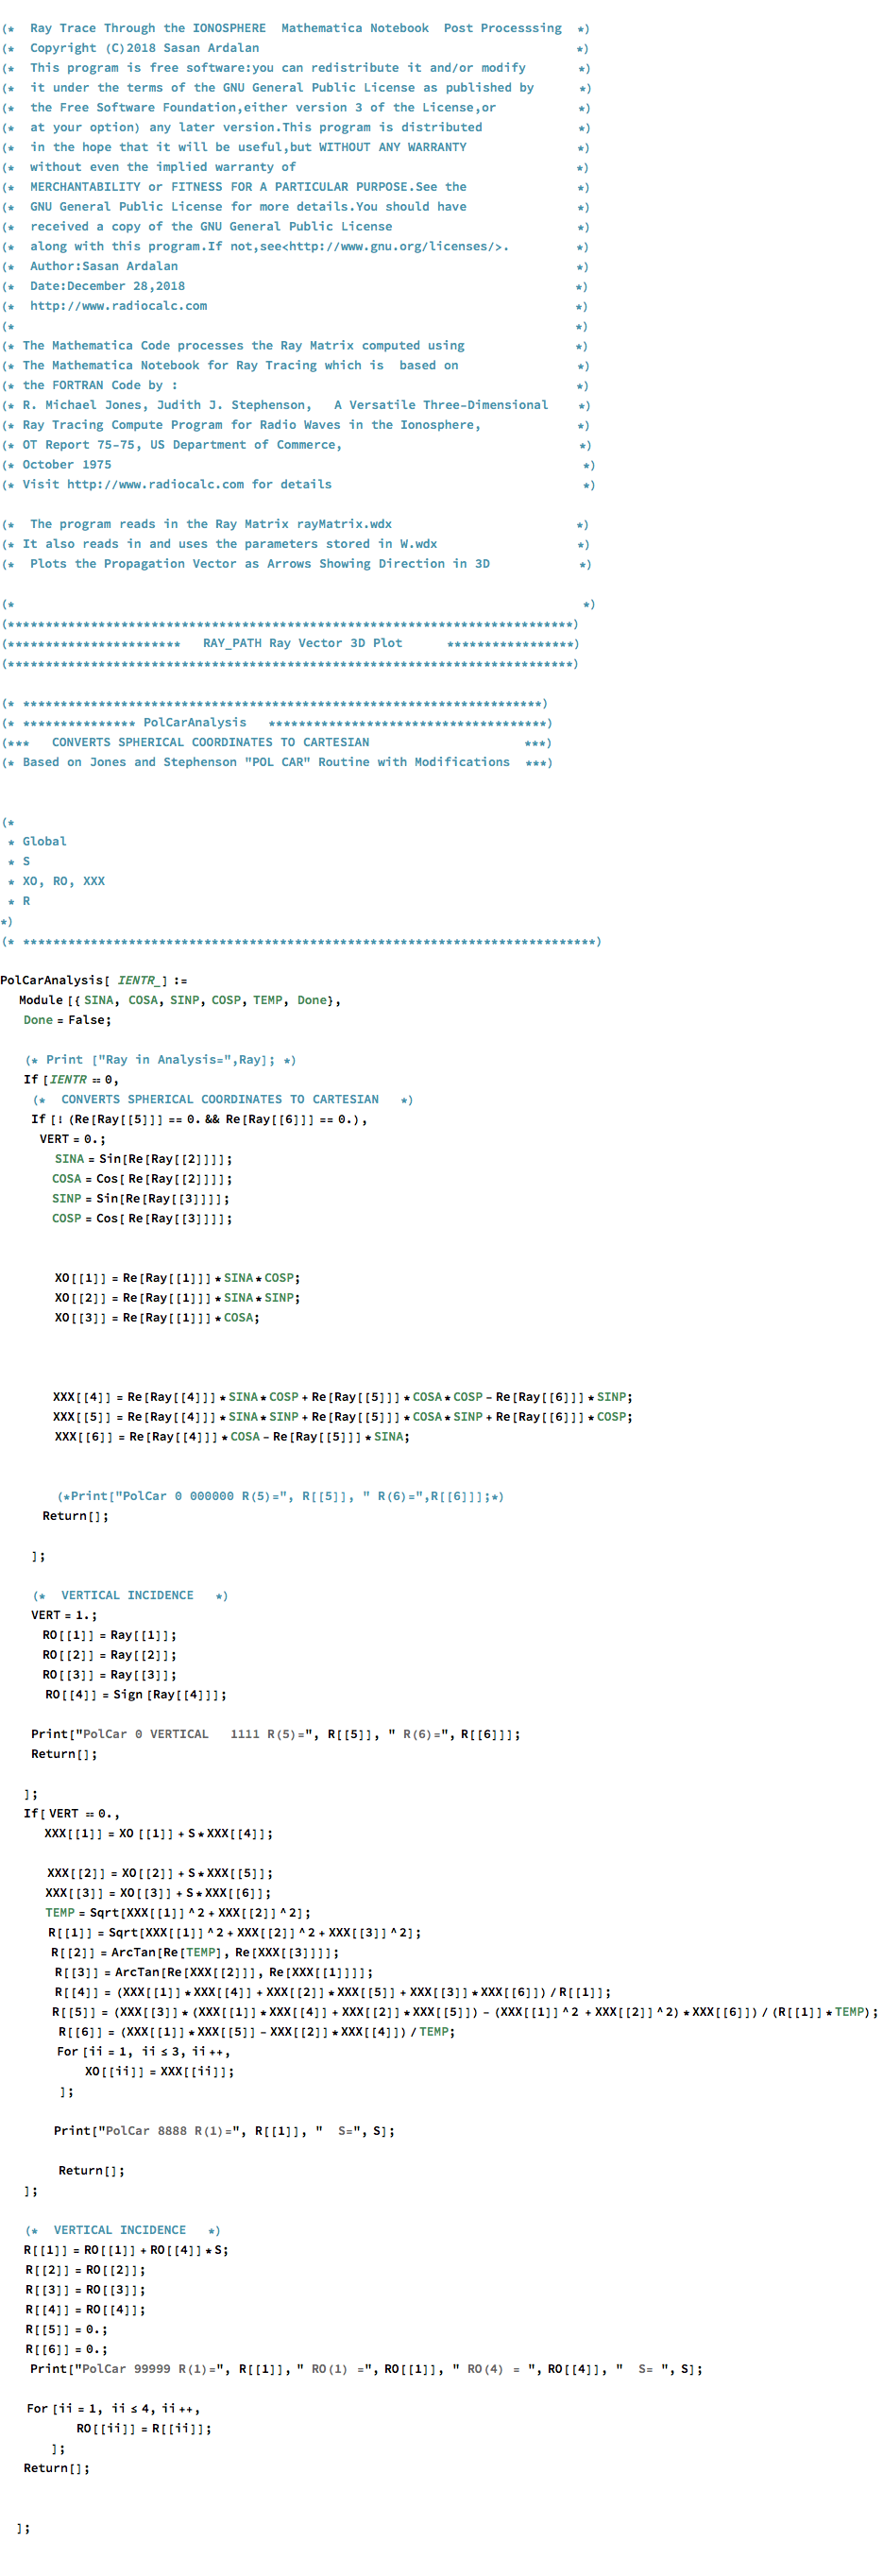 (*  Ray Trace Through the IONOSPHERE  Mathematica Notebook  Post Processsing  *)
(*  Copyright (C)2018 Sasan Ardalan  *)
(*  This program is free software:you can redistribute it and/or modify  *)
(*  it under the terms of the GNU General Public License as published by  *)
(*  the Free Software Foundation,either version 3 of the License,or  *)
(*  at your option) any later version.This program is distributed  *)
(*  in the hope that it will be useful,but WITHOUT ANY WARRANTY  *)
(*  without even the implied warranty of  *)
(*  MERCHANTABILITY or FITNESS FOR A PARTICULAR PURPOSE.See the  *)
(*  GNU General Public License for more details.You should have  *)
(*  received a copy of the GNU General Public License  *)
(*  along with this program.If not,see<http://www.gnu.org/licenses/>.  *)
(*  Author:Sasan Ardalan  *)
(*  Date:December 28,2018  *)
(*  http://www.radiocalc.com  *)
(*  *)
(* The Mathematica Code processes the Ray Matrix computed using  *)
(* The Mathematica Notebook for Ray Tracing which is  based on  *)
(* the FORTRAN Code by :  *)
(* R. Michael Jones, Judith J. Stephenson,   A Versatile Three-Dimensional  *)
(* Ray Tracing Compute Program for Radio Waves in the Ionosphere,  *)
(* OT Report 75-75, US Department of Commerce,  *)
(* October 1975  *)
(* Visit http://www.radiocalc.com for details  *)
(*  The program reads in the Ray Matrix rayMatrix.wdx  *)
(* It also reads in and uses the parameters stored in W.wdx  *)
(*  Plots the Propagation Vector as Arrows Showing Direction in 3D  *)
(*  *)
(***************************************************************************)
(***********************   RAY_PATH Ray Vector 3D Plot      *****************)
(***************************************************************************)
(* *********************************************************************)
(* *************** PolCarAnalysis   *************************************)
(***   CONVERTS SPHERICAL COORDINATES TO CARTESIAN   ***)
(* Based on Jones and Stephenson "POL CAR" Routine with Modifications  ***)
(*
* Global
* S
* XO, RO, XXX
* R
*)
(* ****************************************************************************)
PolCarAnalysis[ IENTR_] :=
Module [{ SINA, COSA, SINP, COSP, TEMP, Done},
Done = False;
(* Print ["Ray in Analysis=",Ray]; *)
If [IENTR == 0,
(*  CONVERTS SPHERICAL COORDINATES TO CARTESIAN   *)
If [! (Re[Ray[[5]]] == 0. && Re[Ray[[6]]] == 0.),
VERT = 0.;
SINA = Sin[Re[Ray[[2]]]];
COSA = Cos[ Re[Ray[[2]]]];
SINP = Sin[Re[Ray[[3]]]];
COSP = Cos[ Re[Ray[[3]]]];
XO[[1]] = Re[Ray[[1]]] * SINA * COSP;
XO[[2]] = Re[Ray[[1]]] * SINA * SINP;
XO[[3]] = Re[Ray[[1]]] * COSA;
XXX[[4]] = Re[Ray[[4]]] * SINA * COSP + Re[Ray[[5]]] * COSA * COSP - Re[Ray[[6]]] * SINP;
XXX[[5]] = Re[Ray[[4]]] * SINA * SINP + Re[Ray[[5]]] * COSA * SINP + Re[Ray[[6]]] * COSP;
XXX[[6]] = Re[Ray[[4]]] * COSA - Re[Ray[[5]]] * SINA;
(*Print["PolCar 0 000000 R(5)=", R[[5]], " R(6)=",R[[6]]];*)
Return[];
];
(*  VERTICAL INCIDENCE   *)
VERT = 1.;
RO[[1]] = Ray[[1]];
RO[[2]] = Ray[[2]];
RO[[3]] = Ray[[3]];
RO[[4]] = Sign [Ray[[4]]];
Print["PolCar 0 VERTICAL   1111 R(5)=", R[[5]], " R(6)=", R[[6]]];
Return[];
];
If[ VERT == 0.,
XXX[[1]] = XO [[1]] + S * XXX[[4]];
XXX[[2]] = XO[[2]] + S * XXX[[5]];
XXX[[3]] = XO[[3]] + S * XXX[[6]];
TEMP = Sqrt[XXX[[1]] ^ 2 + XXX[[2]] ^ 2];
R[[1]] = Sqrt[XXX[[1]] ^ 2 + XXX[[2]] ^ 2 + XXX[[3]] ^ 2];
R[[2]] = ArcTan[Re[TEMP], Re[XXX[[3]]]];
R[[3]] = ArcTan[Re[XXX[[2]]], Re[XXX[[1]]]];
R[[4]] = (XXX[[1]] * XXX[[4]] + XXX[[2]] * XXX[[5]] + XXX[[3]] * XXX[[6]]) / R[[1]];
R[[5]] = (XXX[[3]] * (XXX[[1]] * XXX[[4]] + XXX[[2]] * XXX[[5]]) - (XXX[[1]] ^ 2 + XXX[[2]] ^ 2) * XXX[[6]]) / (R[[1]] * TEMP);
R[[6]] = (XXX[[1]] * XXX[[5]] - XXX[[2]] * XXX[[4]]) / TEMP;
For [ii = 1, ii ≤ 3, ii ++,
XO[[ii]] = XXX[[ii]];
];
Print["PolCar 8888 R(1)=", R[[1]], "  S=", S];
Return[];
];
(*  VERTICAL INCIDENCE   *)
R[[1]] = RO[[1]] + RO[[4]] * S;
R[[2]] = RO[[2]];
R[[3]] = RO[[3]];
R[[4]] = RO[[4]];
R[[5]] = 0.;
R[[6]] = 0.;
Print["PolCar 99999 R(1)=", R[[1]], " RO(1) =", RO[[1]], " RO(4) = ", RO[[4]], "  S= ", S];
For [ii = 1, ii ≤ 4, ii ++,
RO[[ii]] = R[[ii]];
];
Return[];
];